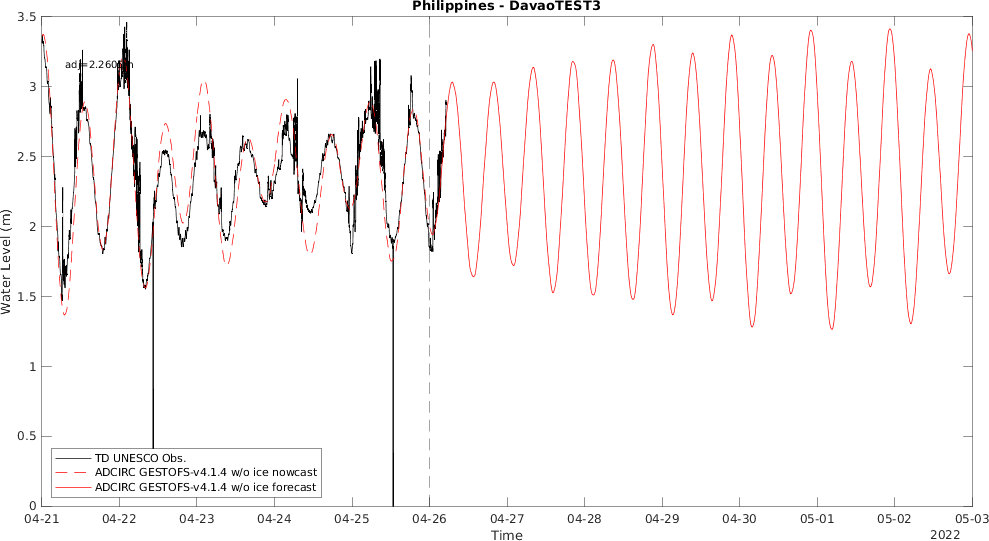 Philippines - DavaoTEST3
3.5
3
2.5
2
1.5
1
0.5
0
Water Level (m)
TD UNESCO Obs.
ADCIRC GESTOFS-v4.1.4 w/o ice nowcast
ADCIRC GESTOFS-v4.1.4 w/o ice forecast
04-21 04-22 04-23 04-24 04-25 04-26 04-27 04-28 04-29 04-30 05-01 05-02 05-03
Time
2022